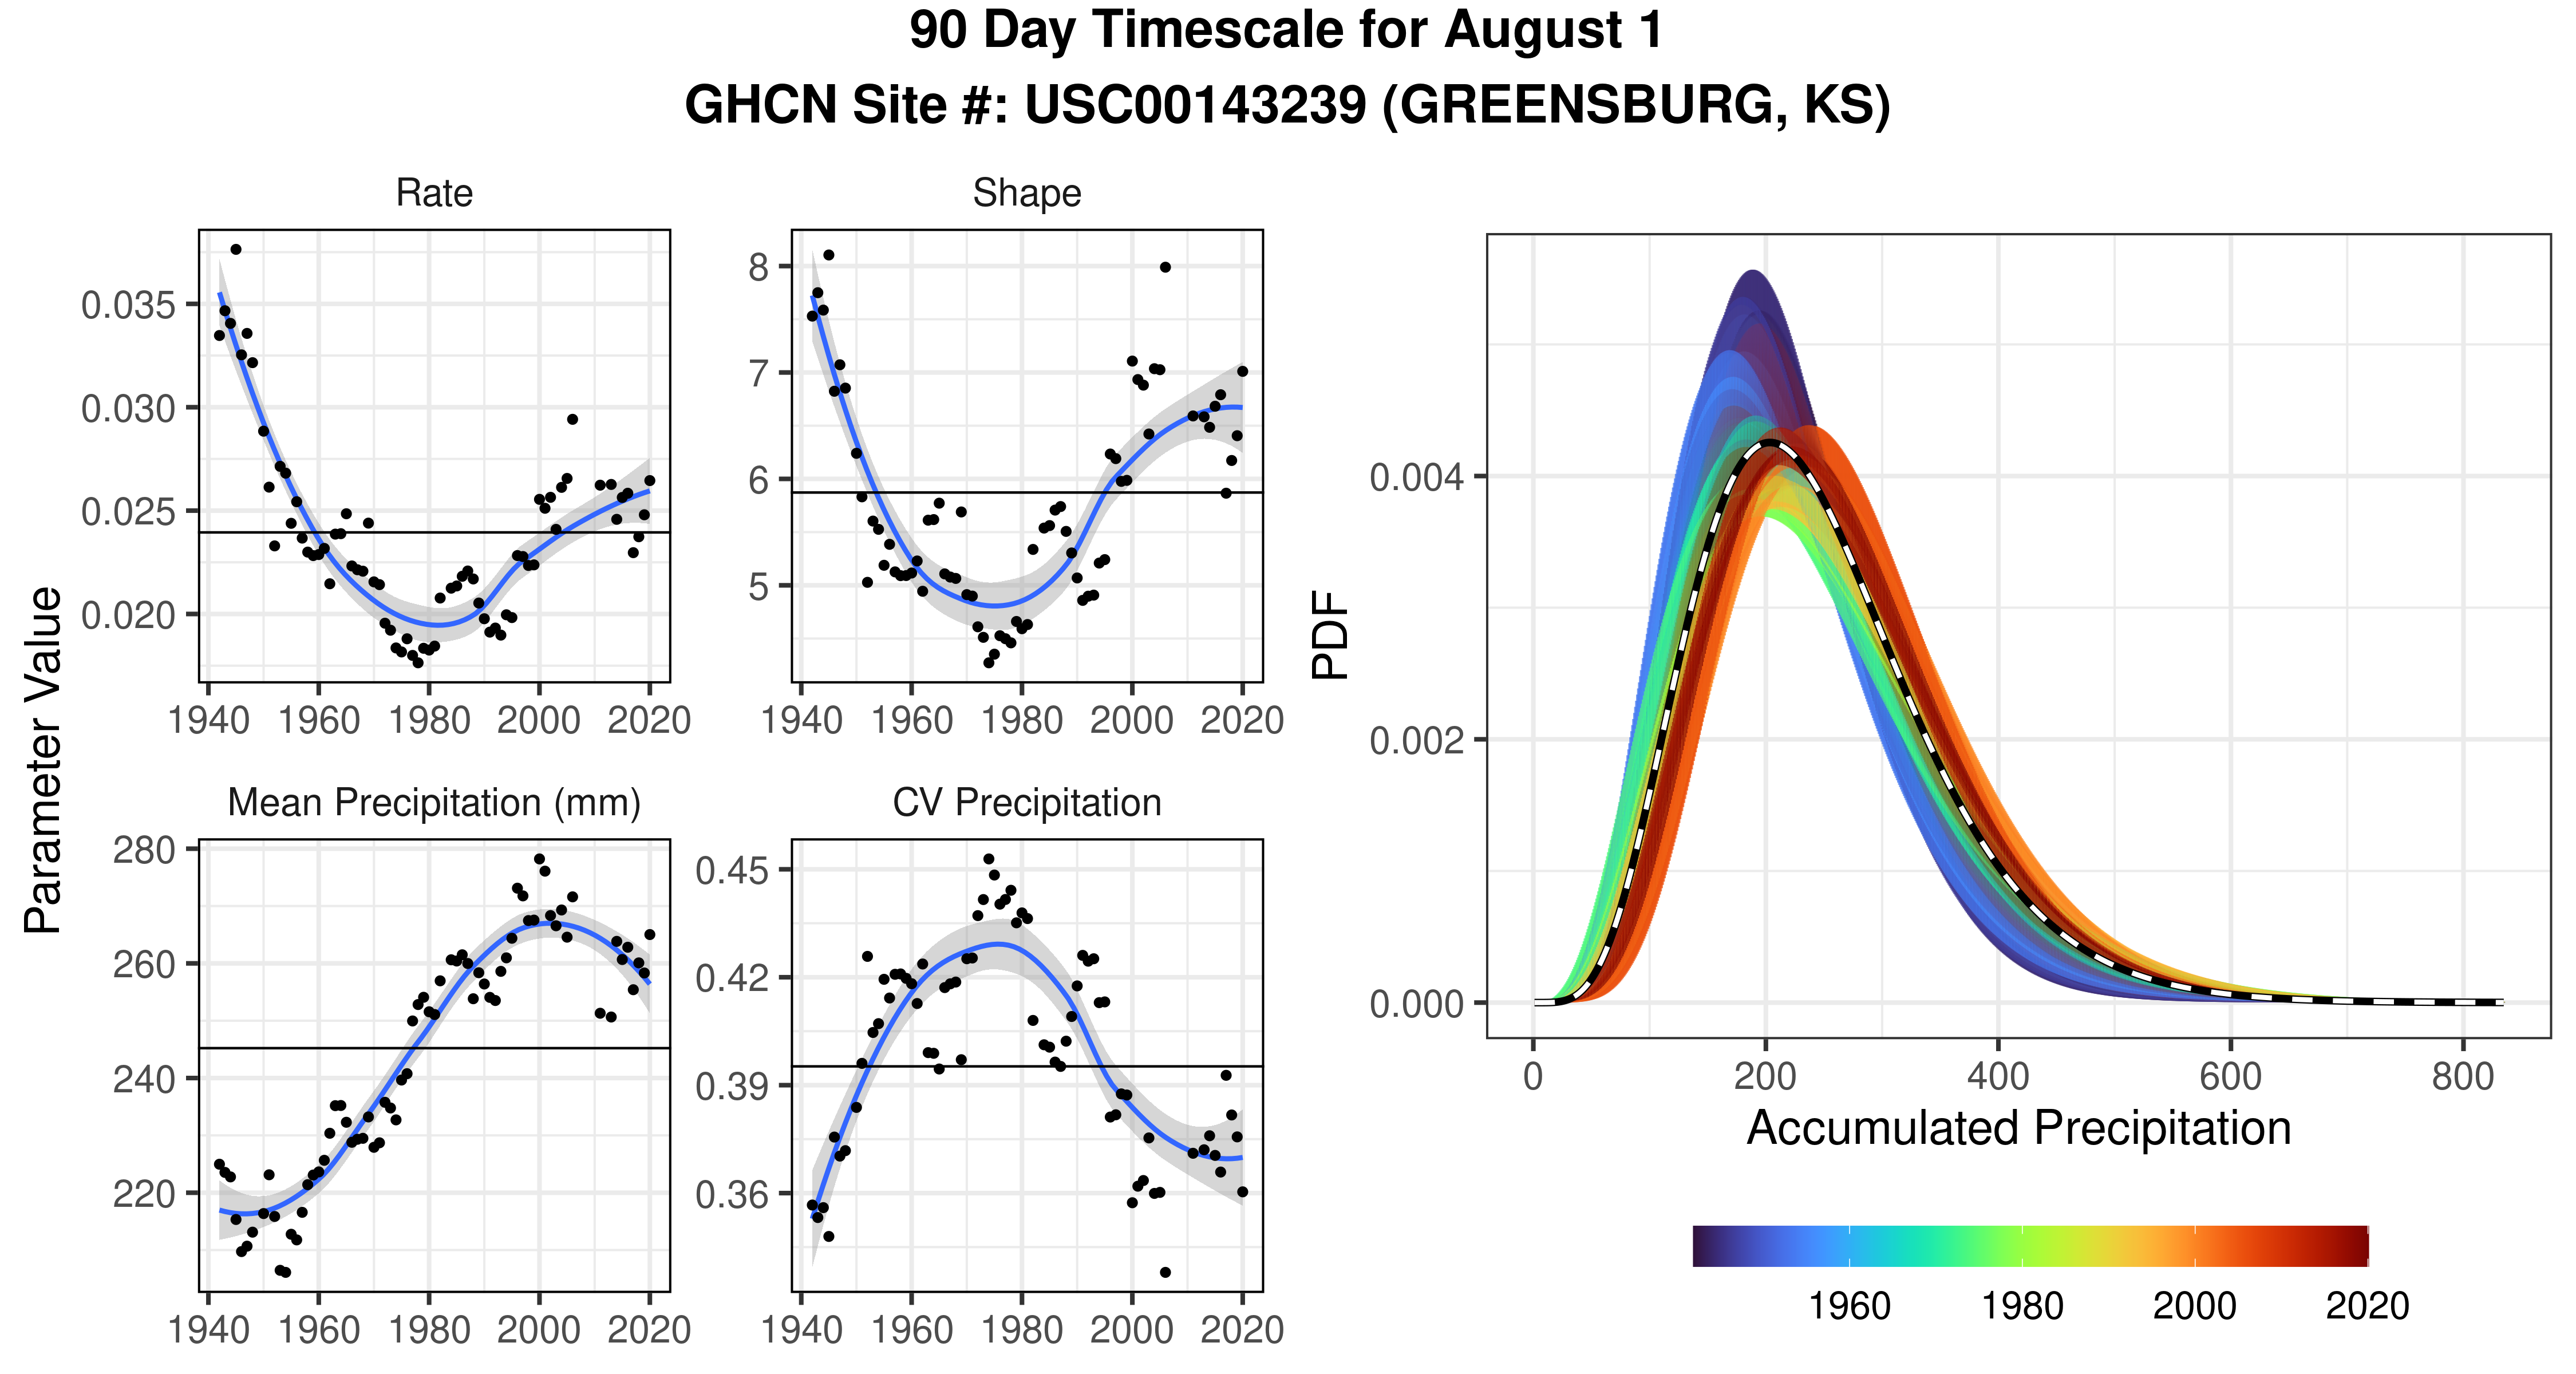 90 Day Timescale for August 1
GHCN Site #: USC00143239 (GREENSBURG, KS)
Parameter Value
Rate
0.035
0.030
0.025
0.020
1940 1960 1980 2000 2020
Shape
8
7
6
5
1940 1960 1980 2000 2020
Mean Precipitation (mm)
280
260
240
220
1940 1960 1980 2000 2020
CV Precipitation
0.45
0.42
0.39
0.36
1940 1960 1980 2000 2020
PDF
0.004
0.002
0.000
0 200 400 600 800
Accumulated Precipitation
1960 1980 2000 2020